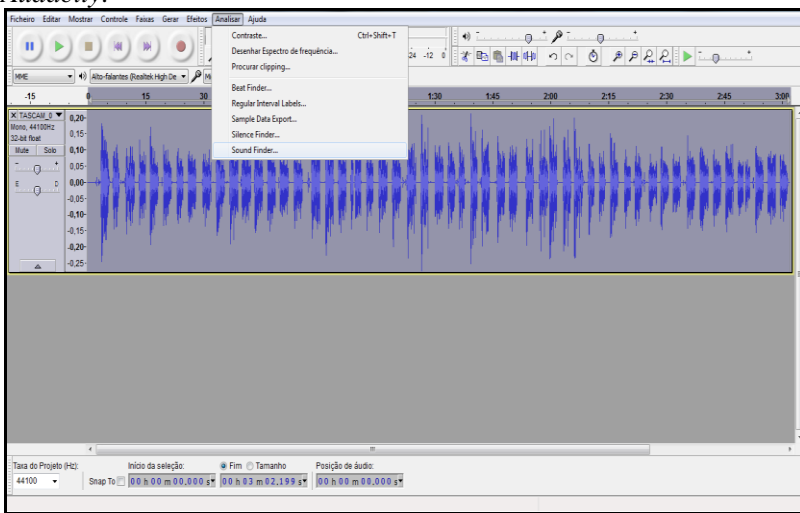 Audacity.
Ficheiro Editar Mostrar Controle Faixas Gerar Efeitos Analisar Ajuda
Contraste... Ctrl+Shift+T
Desenhar Espectro de frequência...
Procurar clipping...
Beat Finder...
Regular Interval Labels...
Sample Data Export...
Silence Finder...
Sound Finder...
24 -12 0
MME Alto-falantes (Realtek High De
-15 0 15 30 1:30 1:45 2:00 2:15 2:30 2:45 3:00
X TASCAM_0
Mono, 44100Hz
32-bit float
Mute Solo
- +
E D
0,20-
0,15-
0,10-
0,05-
0,00-
-0,05-
-0,10-
-0,15-
-0,20-
-0,25-
Taxa do Projeto (Hz): Início da seleção: Fim Tamanho Posição de áudio:
44100 Snap To 00 h 00 m 00,000 s 00 h 03 m 02,199 s 00 h 00 m 00,000 s